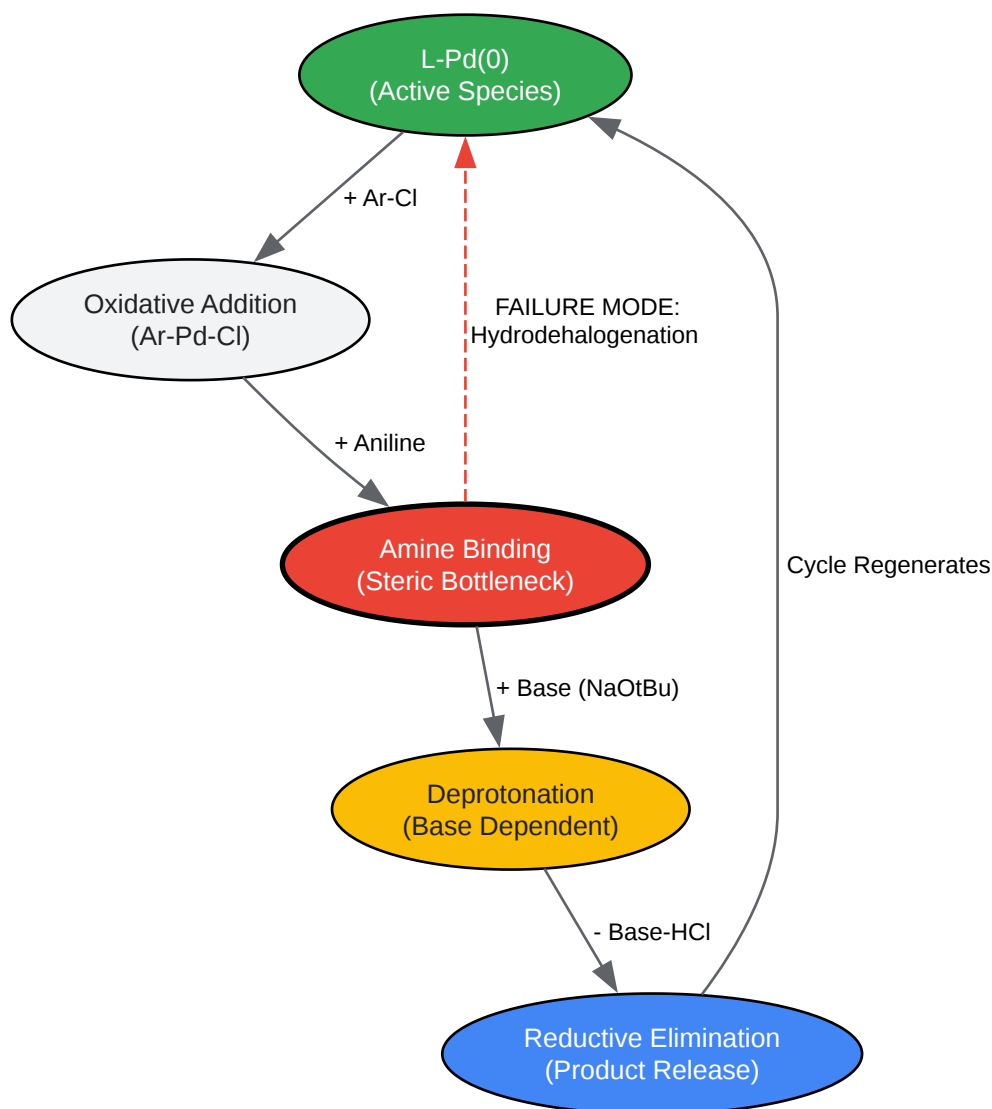 L-Pd(0)
(Active Species)
+ Ar-Cl
Oxidative Addition
(Ar-Pd-Cl)
FAILURE MODE:
Hydrodehalogenation
+ Aniline
Amine Binding
(Steric Bottleneck)
Cycle Regenerates
+ Base (NaOtBu)
Deprotonation
(Base Dependent)
- Base-HCl
Reductive Elimination
(Product Release)